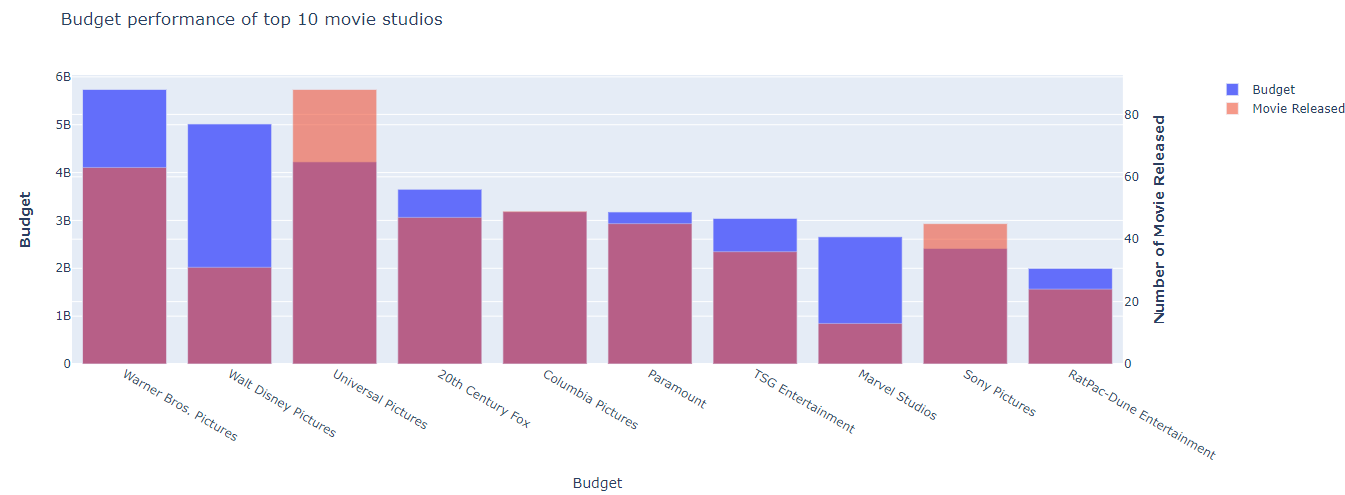 Budget performance of top 10 movie studios
Budget
Movie Released
6B
5B
4B
3B
2B
1B
0
Budget
80
60
40
20
0
Number of Movie Released
Warner Bros. Pictures
Walt Disney Pictures
Universal Pictures
20th Century Fox
Columbia Pictures
Paramount
TSG Entertainment
Marvel Studios
Sony Pictures
RatPac-Dune Entertainment
Budget